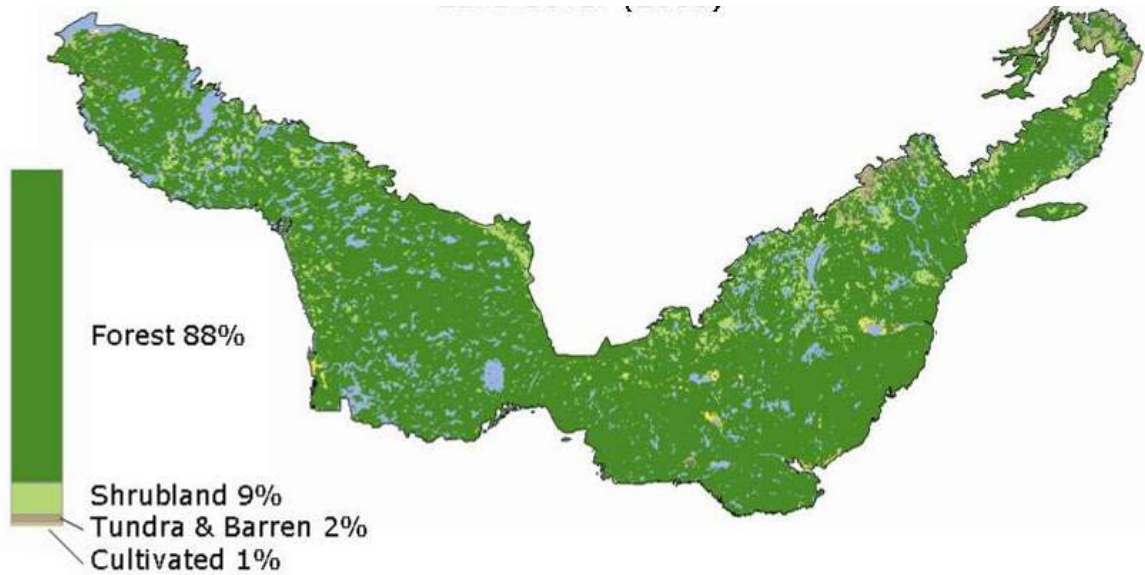 Forest 88%
Shrubland 9%
Tundra & Barren 2%
Cultivated 1%